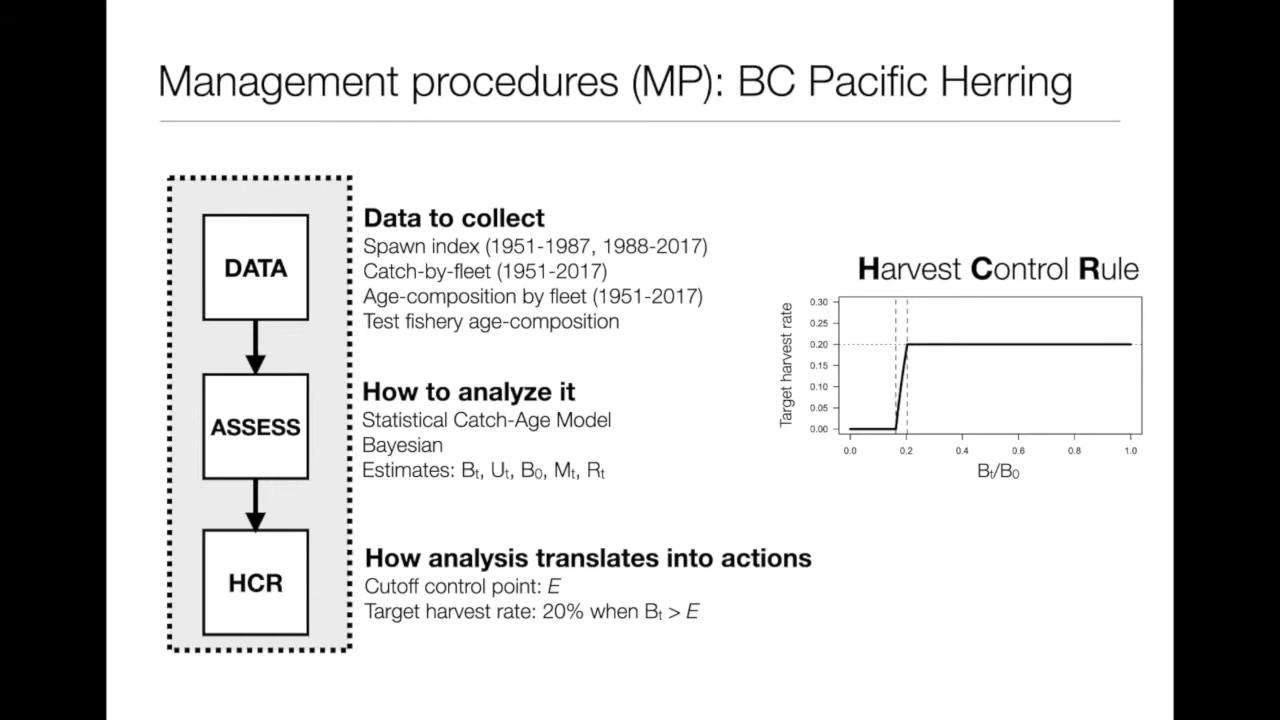 Management procedures (MP): BC Pacific Herring
DATA
Data to collect
Spawn index (1951-1987, 1988-2017)
Catch-by-fleet (1951-2017)
Age-composition by fleet (1951-2017)
Test fishery age-composition
ASSESS
How to analyze it
Statistical Catch-Age Model
Bayesian
Estimates: Bt, Ut, B0, Mt, Rt
HCR
How analysis translates into actions
Cutoff control point: E
Target harvest rate: 20% when Bt > E
Harvest Control Rule
Target harvest rate
0.30
0.25
0.20
0.15
0.10
0.05
0.00
0.0 0.2 0.4 0.6 0.8 1.0
Bt/B0